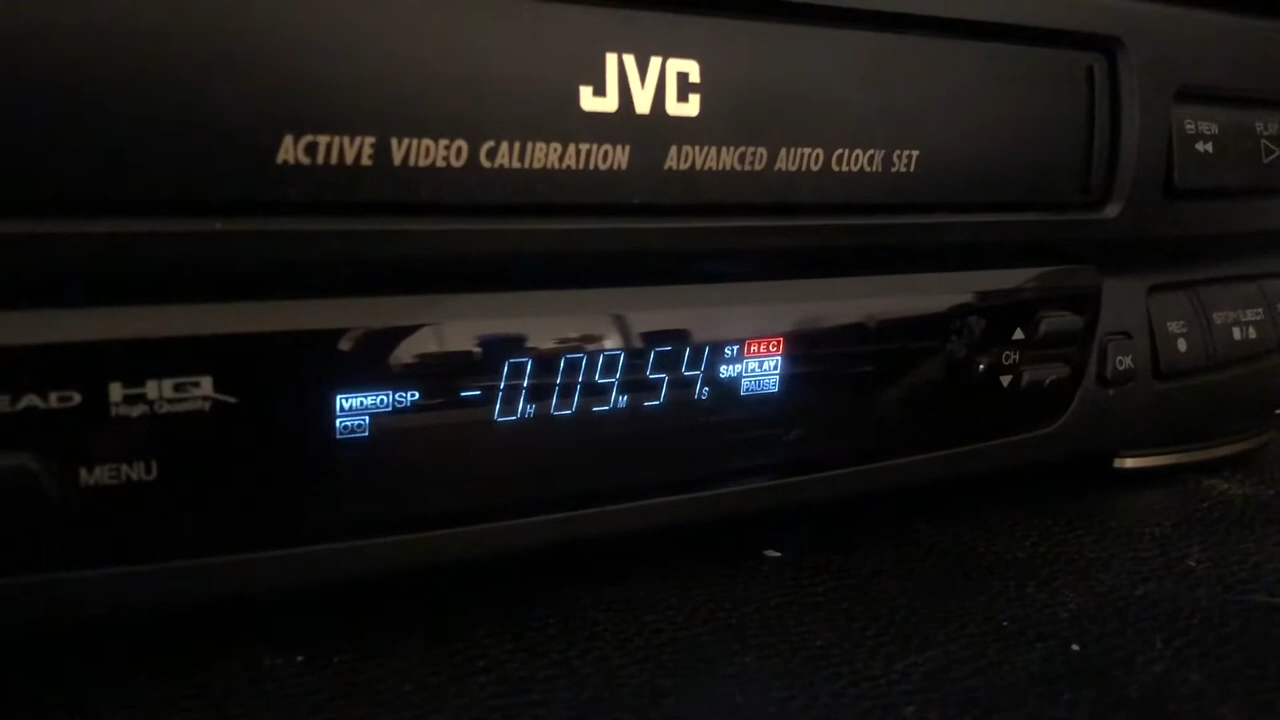 JVC
ACTIVE VIDEO CALIBRATION ADVANCED AUTO CLOCK SET
REW
PLA
REC
STOP/EJECT
CH
OK
EAD
HQ
High Quality
MENU
VIDEO SP
-0H09M54S
ST REC
SAP PLAY
PAUSE